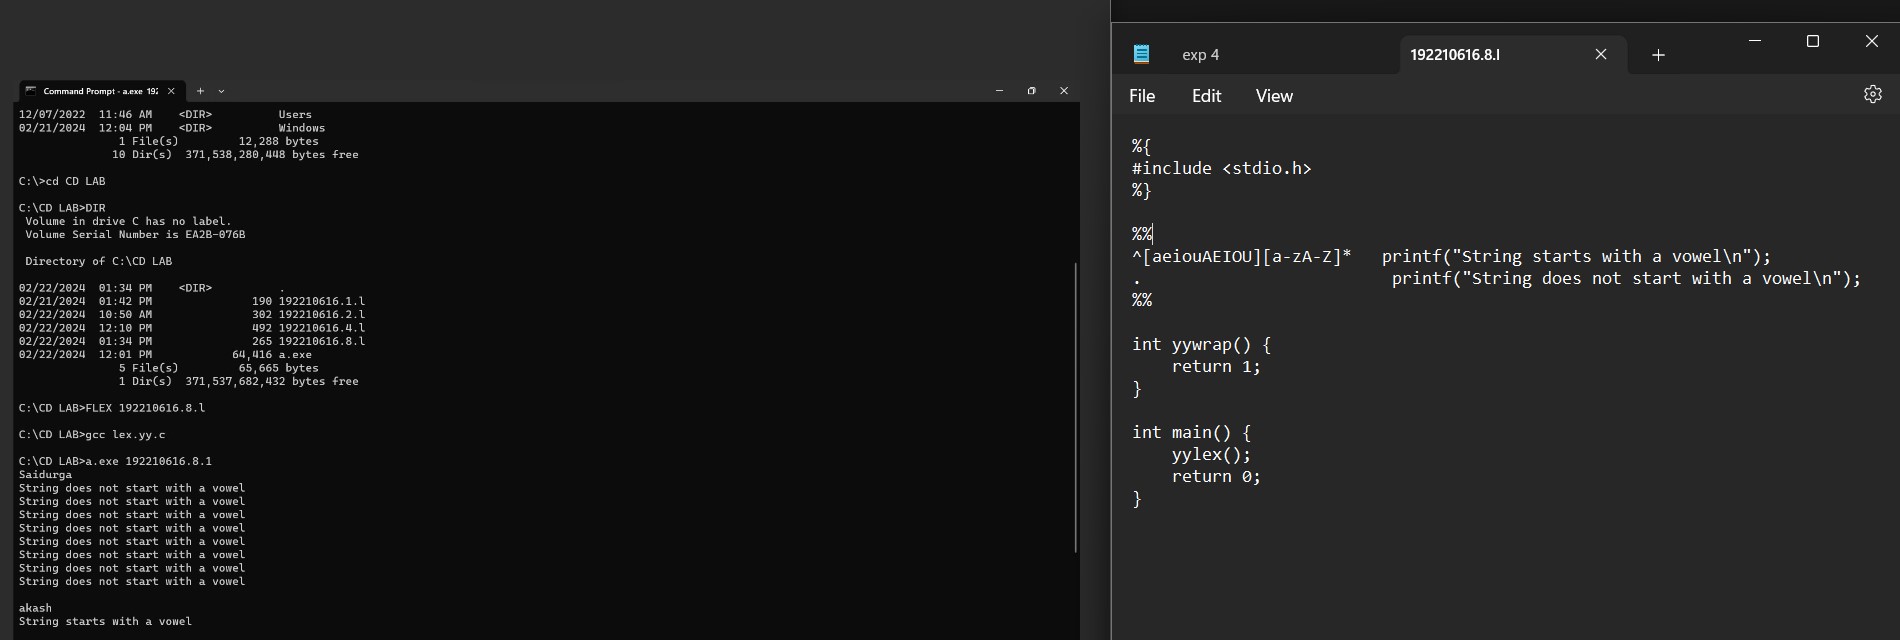 Command Prompt - a.exe 192
12/07/2022  11:46 AM    <DIR>          Users
02/21/2024  12:04 PM    <DIR>          Windows
               1 File(s)         12,288 bytes
              10 Dir(s)  371,538,280,448 bytes free
C:\>cd CD LAB
C:\CD LAB>DIR
 Volume in drive C has no label.
 Volume Serial Number is EA2B-076B
 Directory of C:\CD LAB
02/22/2024  01:34 PM    <DIR>          .
02/21/2024  01:42 PM               190 192210616.1.l
02/22/2024  10:50 AM               302 192210616.2.l
02/22/2024  12:10 PM               492 192210616.4.l
02/22/2024  01:34 PM               265 192210616.8.l
02/22/2024  12:01 PM            64,416 a.exe
               5 File(s)         65,665 bytes
               1 Dir(s)  371,537,682,432 bytes free
C:\CD LAB>FLEX 192210616.8.l
C:\CD LAB>gcc lex.yy.c
C:\CD LAB>a.exe 192210616.8.1
Saidurga
String does not start with a vowel
String does not start with a vowel
String does not start with a vowel
String does not start with a vowel
String does not start with a vowel
String does not start with a vowel
String does not start with a vowel
String does not start with a vowel
akash
String starts with a vowel
exp 4
192210616.8.l
File Edit View
%{
#include <stdio.h>
%}
%%
^[aeiouAEIOU][a-zA-Z]*   printf("String starts with a vowel\n");
.                         printf("String does not start with a vowel\n");
%%
int yywrap() {
    return 1;
}
int main() {
    yylex();
    return 0;
}